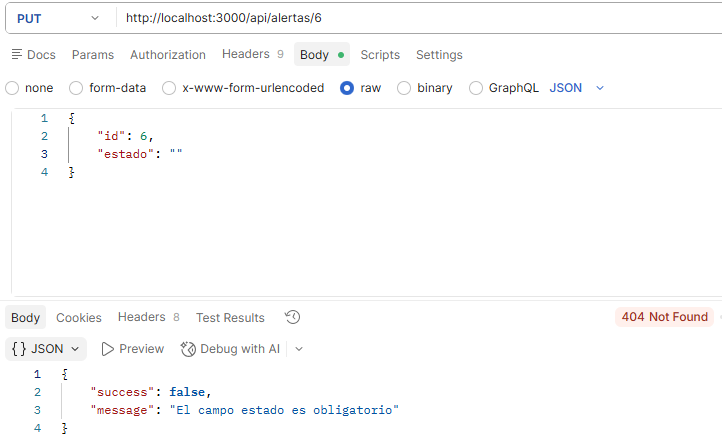 PUT http://localhost:3000/api/alertas/6
Docs Params Authorization Headers 9 Body Scripts Settings
none form-data x-www-form-urlencoded raw binary GraphQL JSON
1 {
2 "id": 6,
3 "estado": ""
4 }
Body Cookies Headers 8 Test Results 404 Not Found
{} JSON Preview Debug with AI
1 {
2 "success": false,
3 "message": "El campo estado es obligatorio"
4 }